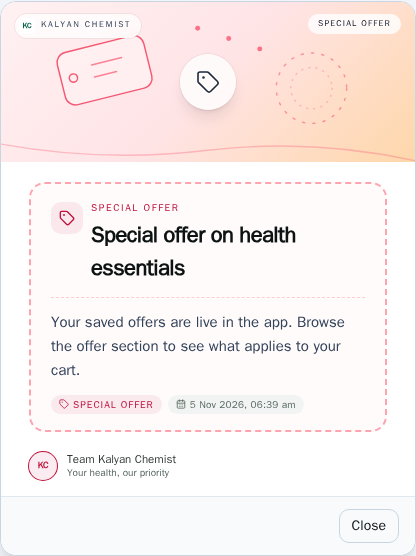 KC KALYAN CHEMIST
SPECIAL OFFER
SPECIAL OFFER
Special offer on health
essentials
Your saved offers are live in the app. Browse
the offer section to see what applies to your
cart.
SPECIAL OFFER
5 Nov 2026, 06:39 am
KC
Team Kalyan Chemist
Your health, our priority
Close